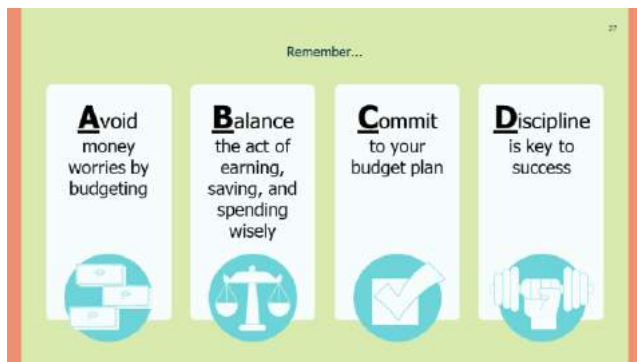 37
Remember...
Avoid
money
worries by
budgeting
Balance
the act of
earning,
saving, and
spending
wisely
Commit
to your
budget plan
Discipline
is key to
success